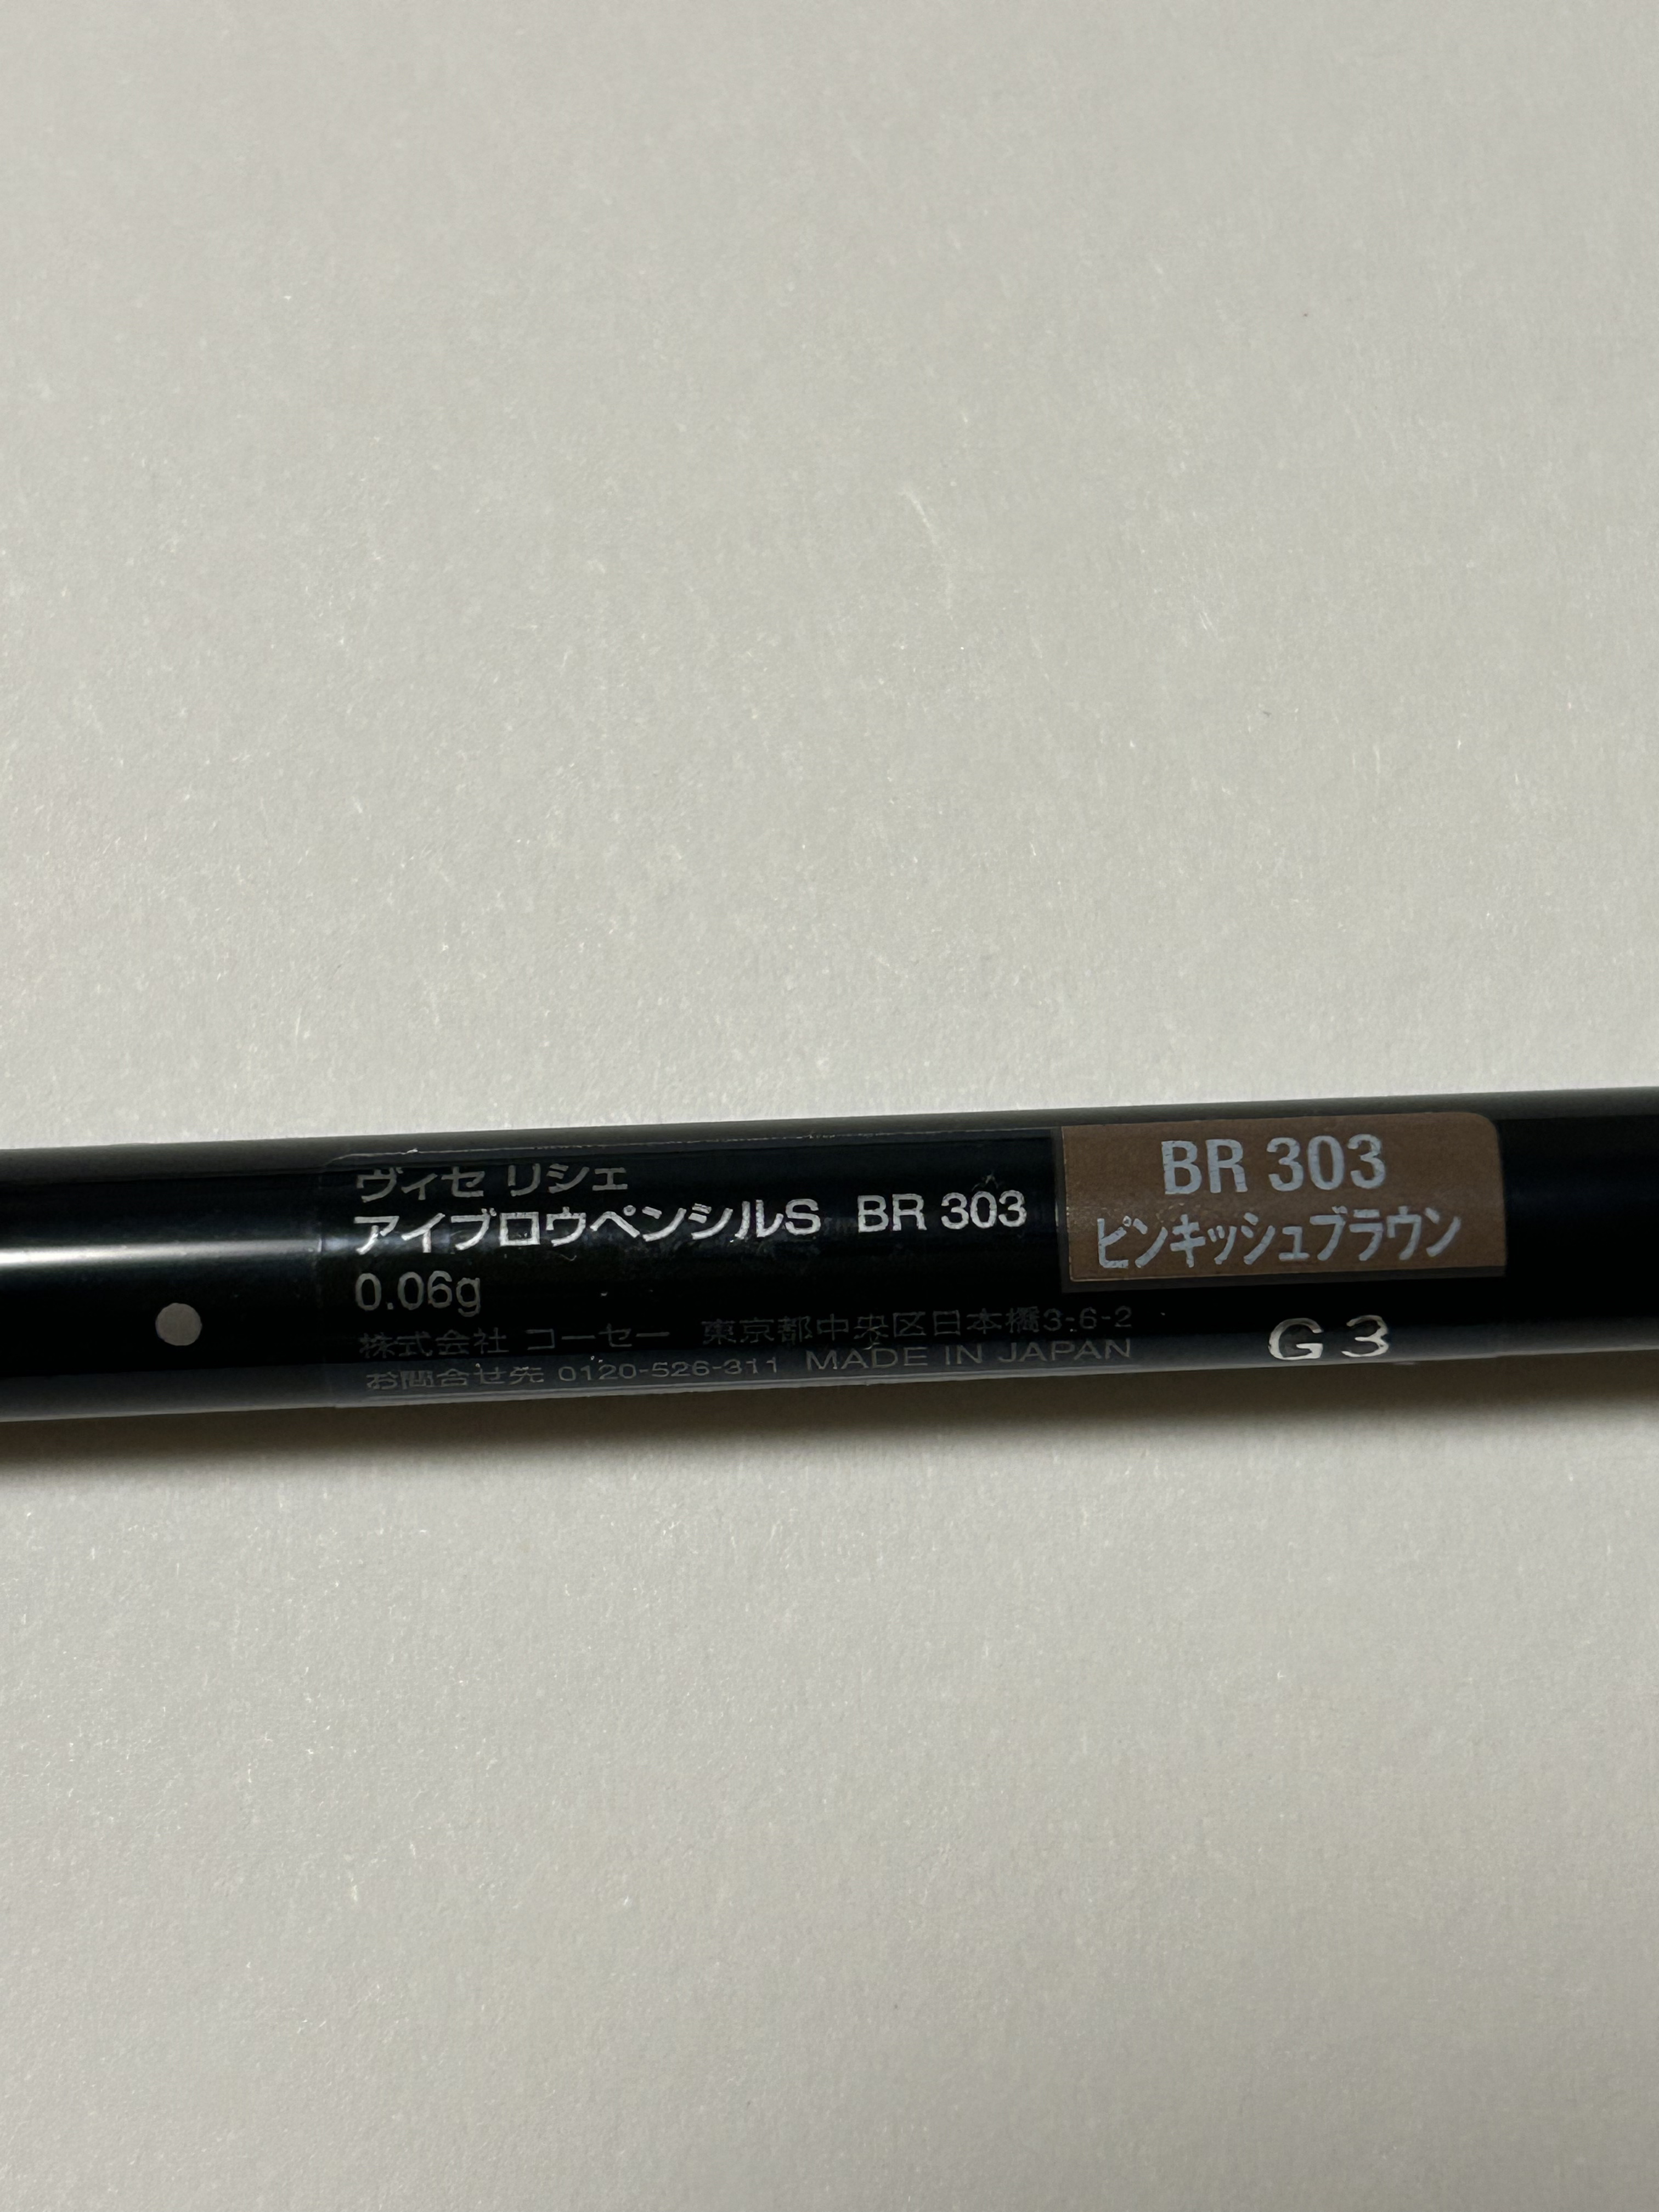 ヴィセ リシェ
アイブロウペンシルS BR 303
0.06g
株式会社 コーセー 東京都中央区日本橋3-6-2
お問合せ先 0120-526-311 MADE IN JAPAN
BR 303
ピンキッシュブラウン
G3